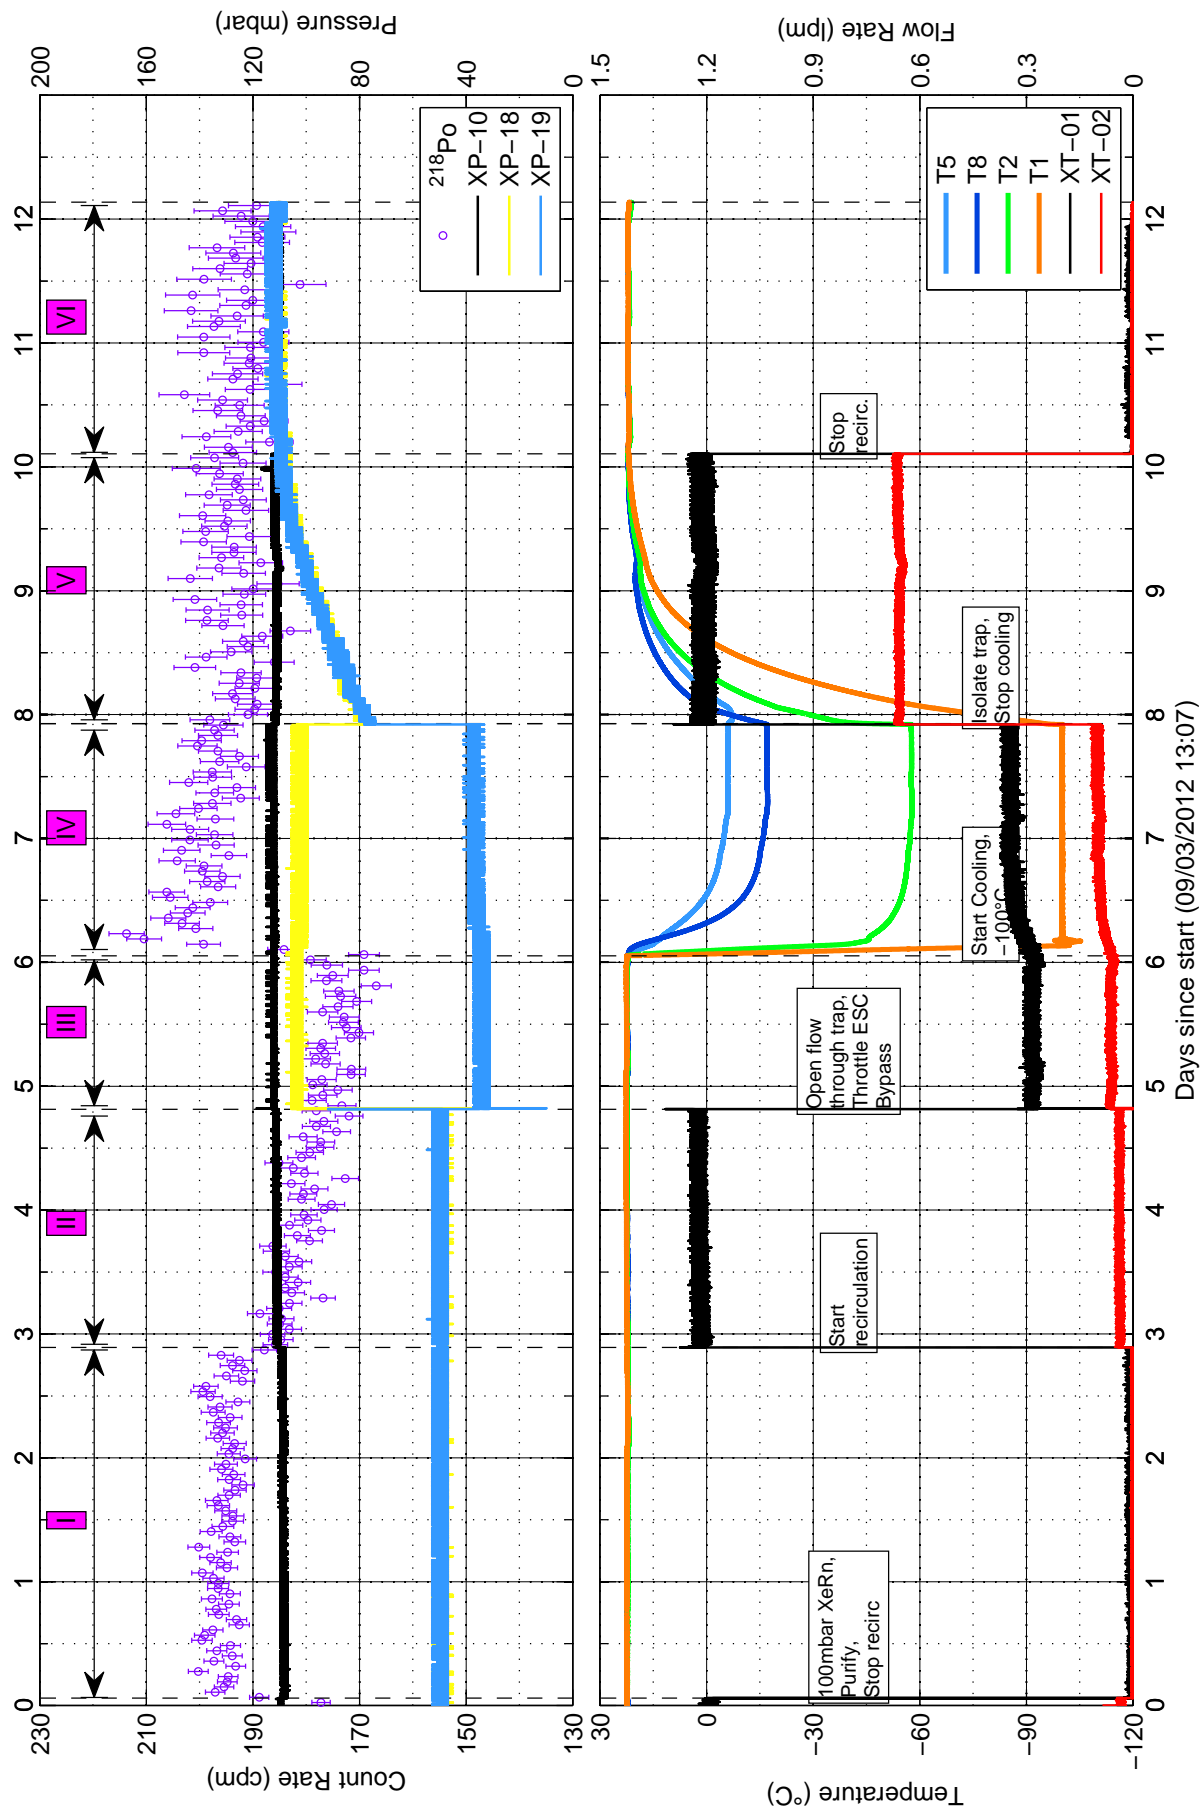 I
II
III
IV
V
VI
230
210
190
170
150
130
Count Rate (cpm)
200
160
120
80
40
0
Pressure (mbar)
²¹⁸Po
XP−10
XP−18
XP−19
30
0
−30
−60
−90
−120
Temperature (°C)
1.5
1.2
0.9
0.6
0.3
0
Flow Rate (lpm)
100mbar XeRn,
Purify,
Stop recirc
Start
recirculation
Open flow
through trap,
Throttle ESC
Bypass
Start Cooling,
−100°C
Isolate trap,
Stop cooling
Stop
recirc.
T5
T8
T2
T1
XT−01
XT−02
0
1
2
3
4
5
6
7
8
9
10
11
12
Days since start (09/03/2012 13:07)